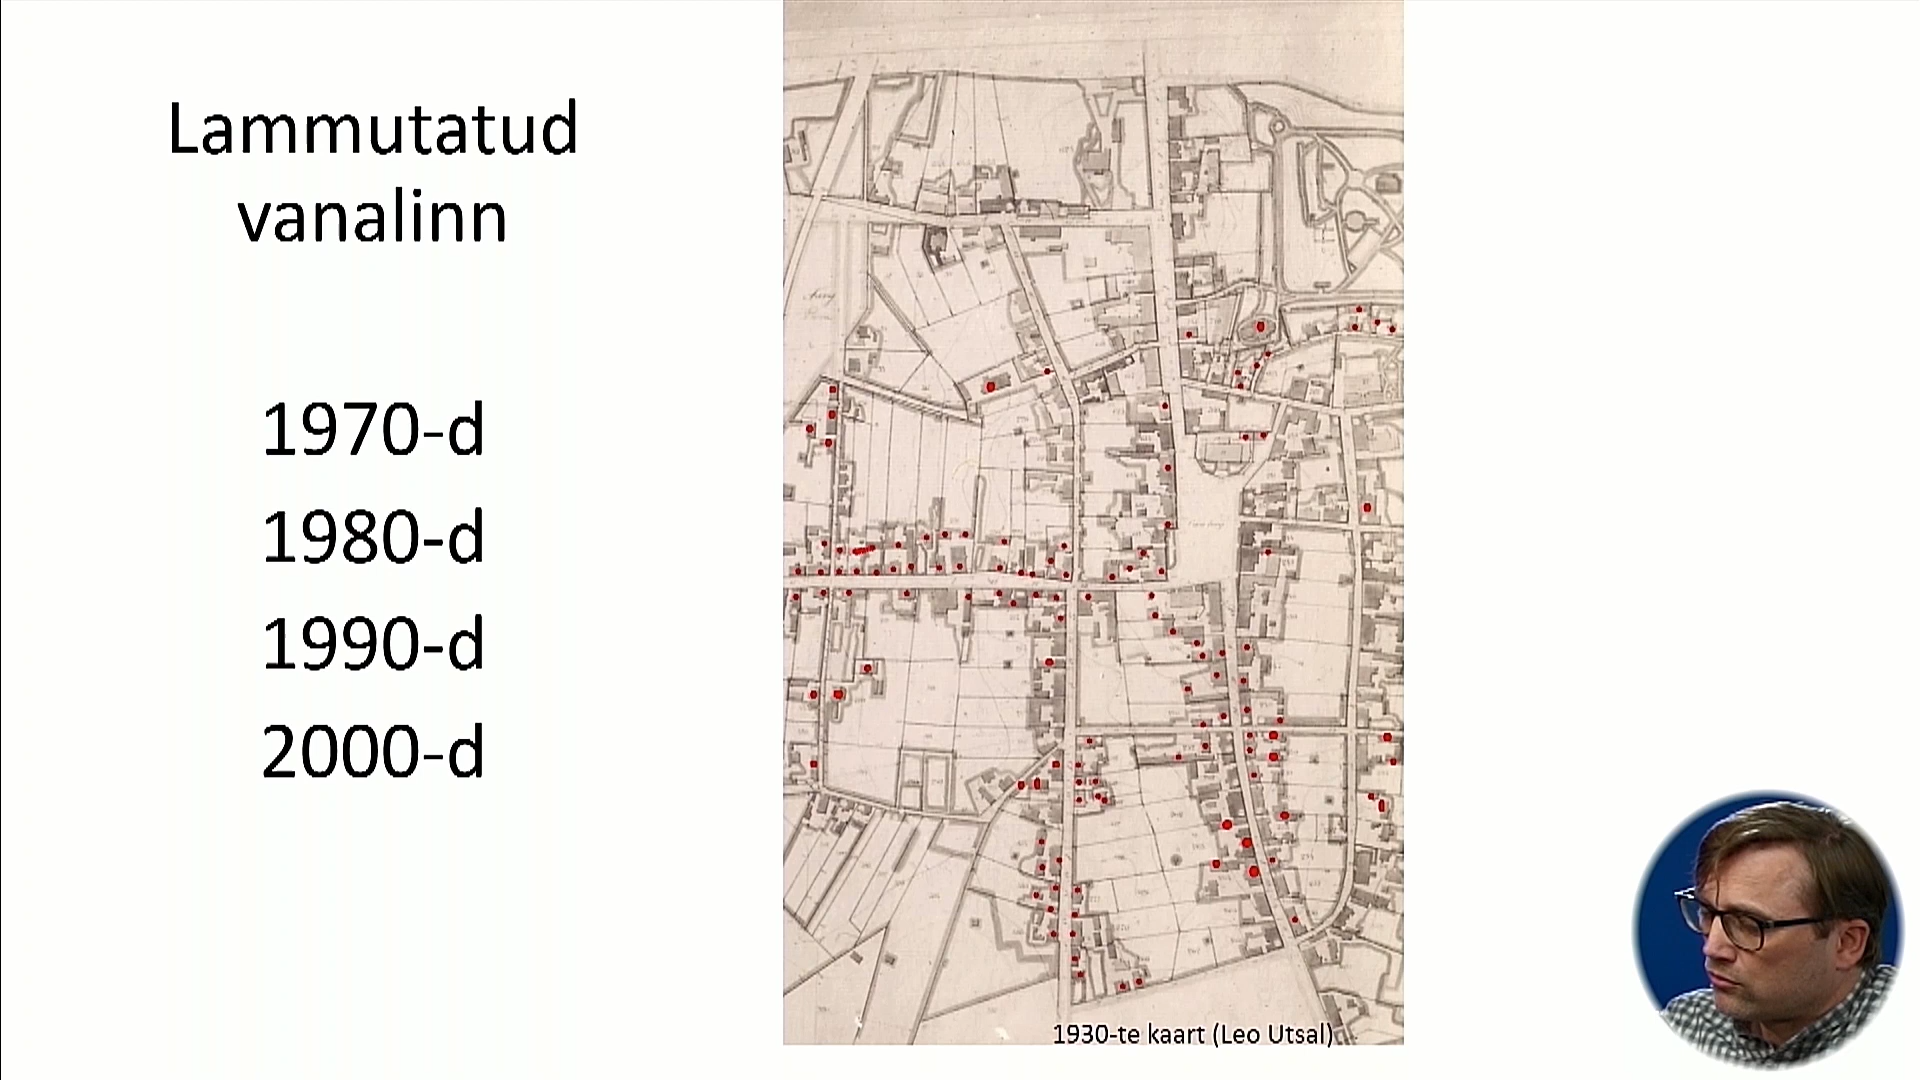 Lammutatud
vanalinn
1970-d
1980-d
1990-d
2000-d
1930-te kaart (Leo Utsal)